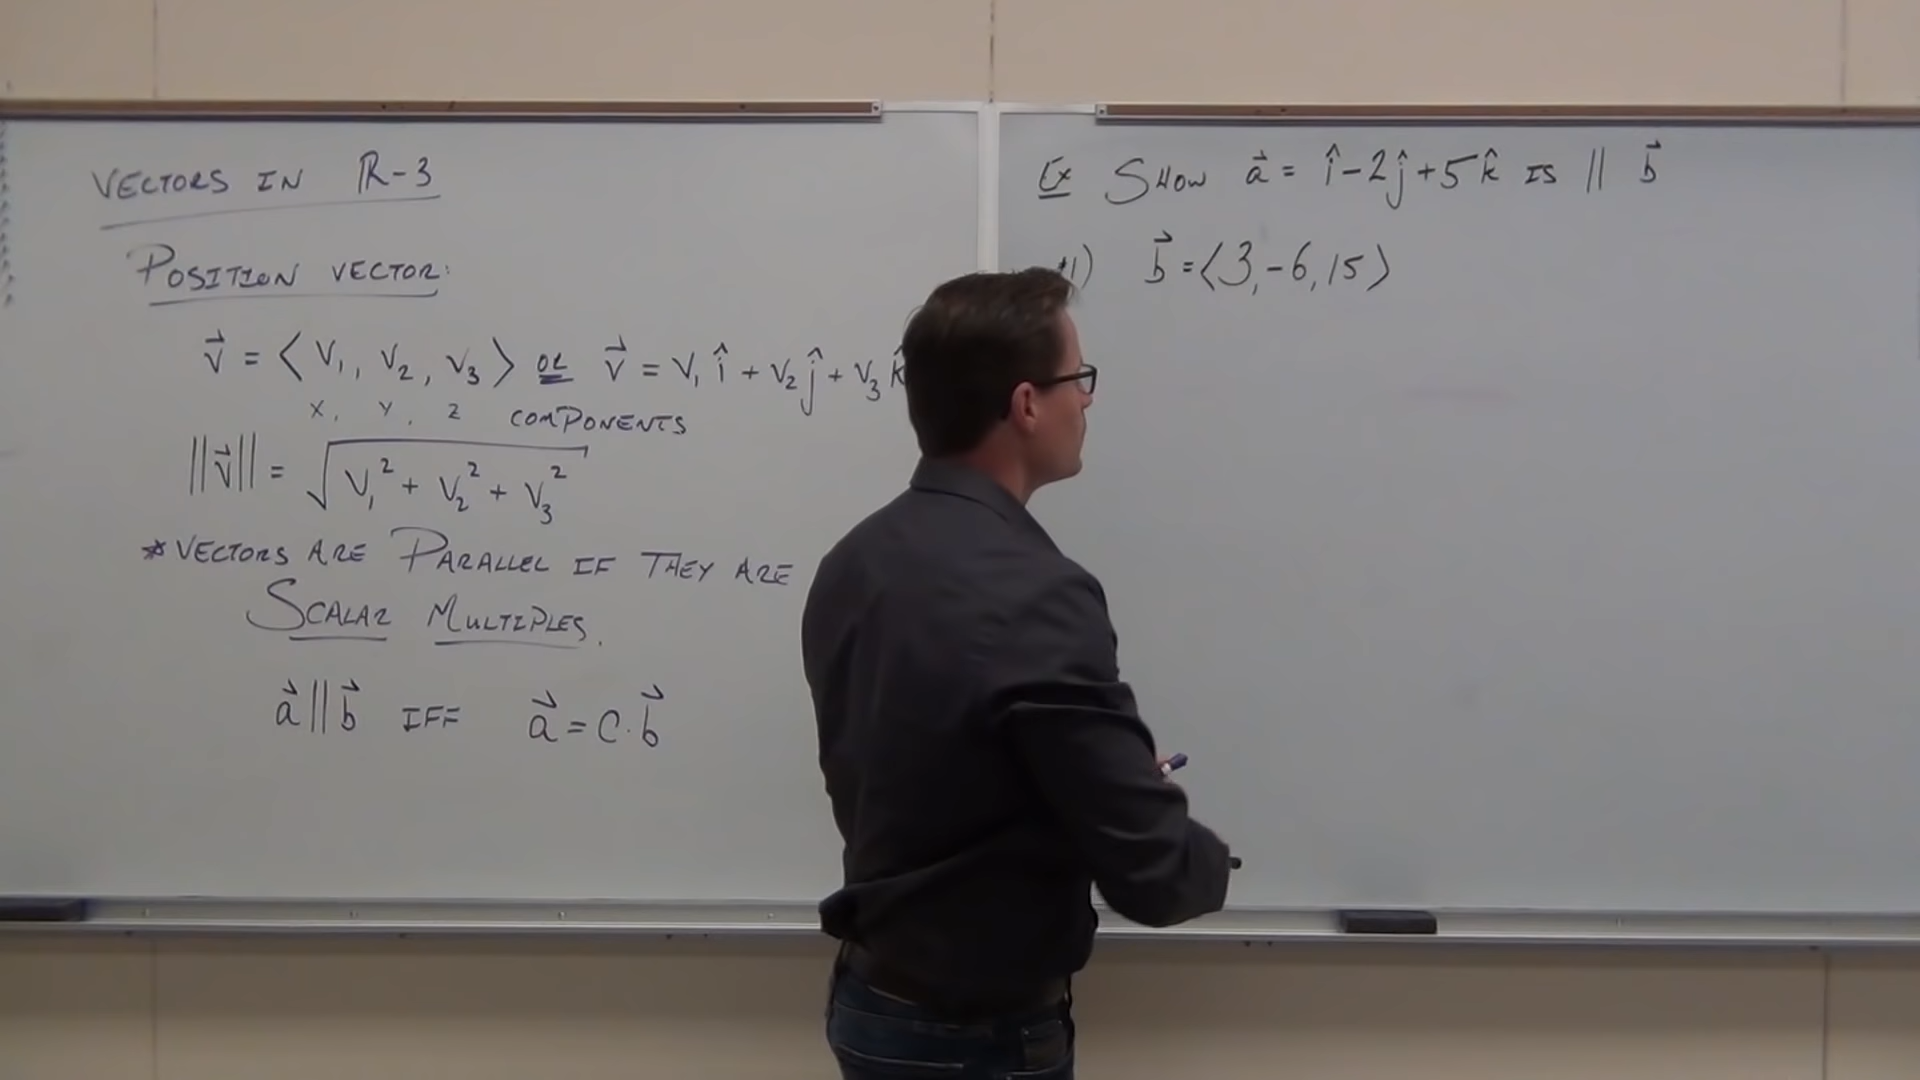 VECTORS IN ℝ-3
POSITION VECTOR:
v⃗ = ⟨ V₁, V₂, V₃ ⟩ OR v⃗ = V₁ î + V₂ ĵ + V₃ k̂
X, Y, Z COMPONENTS
||v⃗|| = √(V₁² + V₂² + V₃²)
* VECTORS ARE PARALLEL IF THEY ARE
SCALAR MULTIPLES.
a⃗ || b⃗ IFF a⃗ = C · b⃗
Ex SHOW a⃗ = î - 2ĵ + 5k̂ IS || b⃗
1) b⃗ = ⟨3, -6, 15⟩